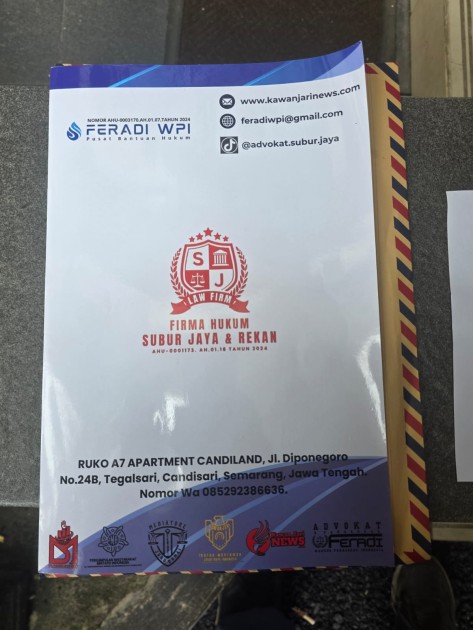 NOMOR AHU-0003170.AH.01.07.TAHUN 2024
FERADI WPI
Pusat Bantuan Hukum
www.kawanjarinews.com
feradiwpi@gmail.com
@advokat.subur.jaya
S
J
LAW FIRM
FIRMA HUKUM
SUBUR JAYA & REKAN
AHU-0001172. AH.01.18 TAHUN 2024
RUKO A7 APARTMENT CANDILAND, Jl. Diponegoro
No.24B, Tegalsari, Candisari, Semarang, Jawa Tengah.
Nomor Wa 085292386636.
MEDIATORS
NEWS
ADVOKAT
FERADI